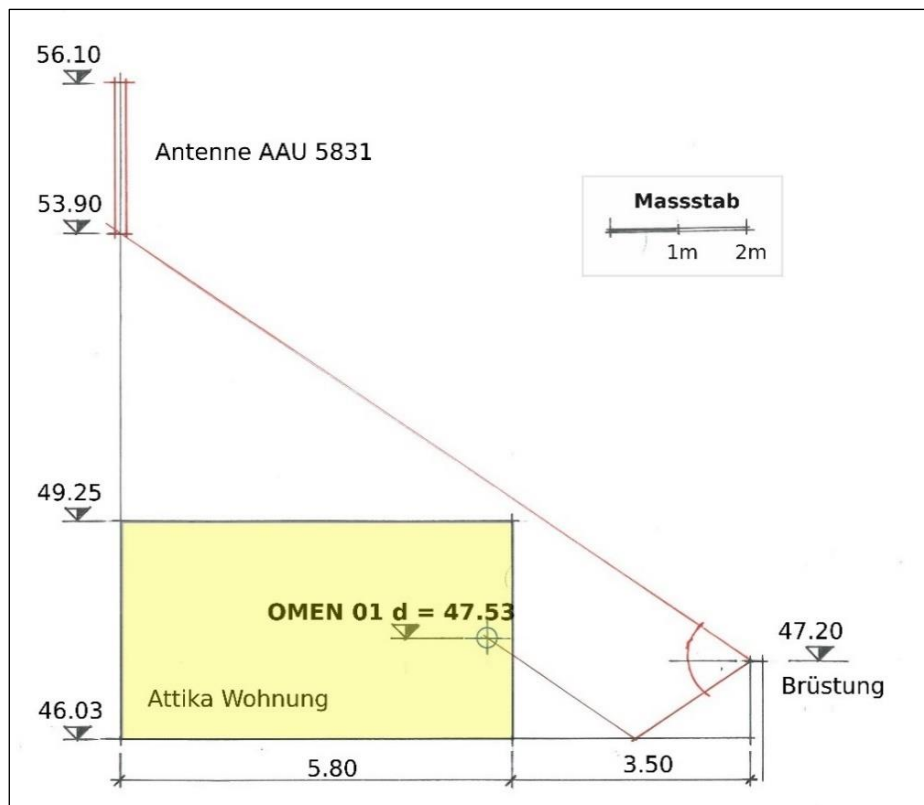 56.10
Antenne AAU 5831
53.90
Massstab
1m 2m
49.25
OMEN 01 d = 47.53
47.20
Brüstung
Attika Wohnung
46.03
5.80 3.50